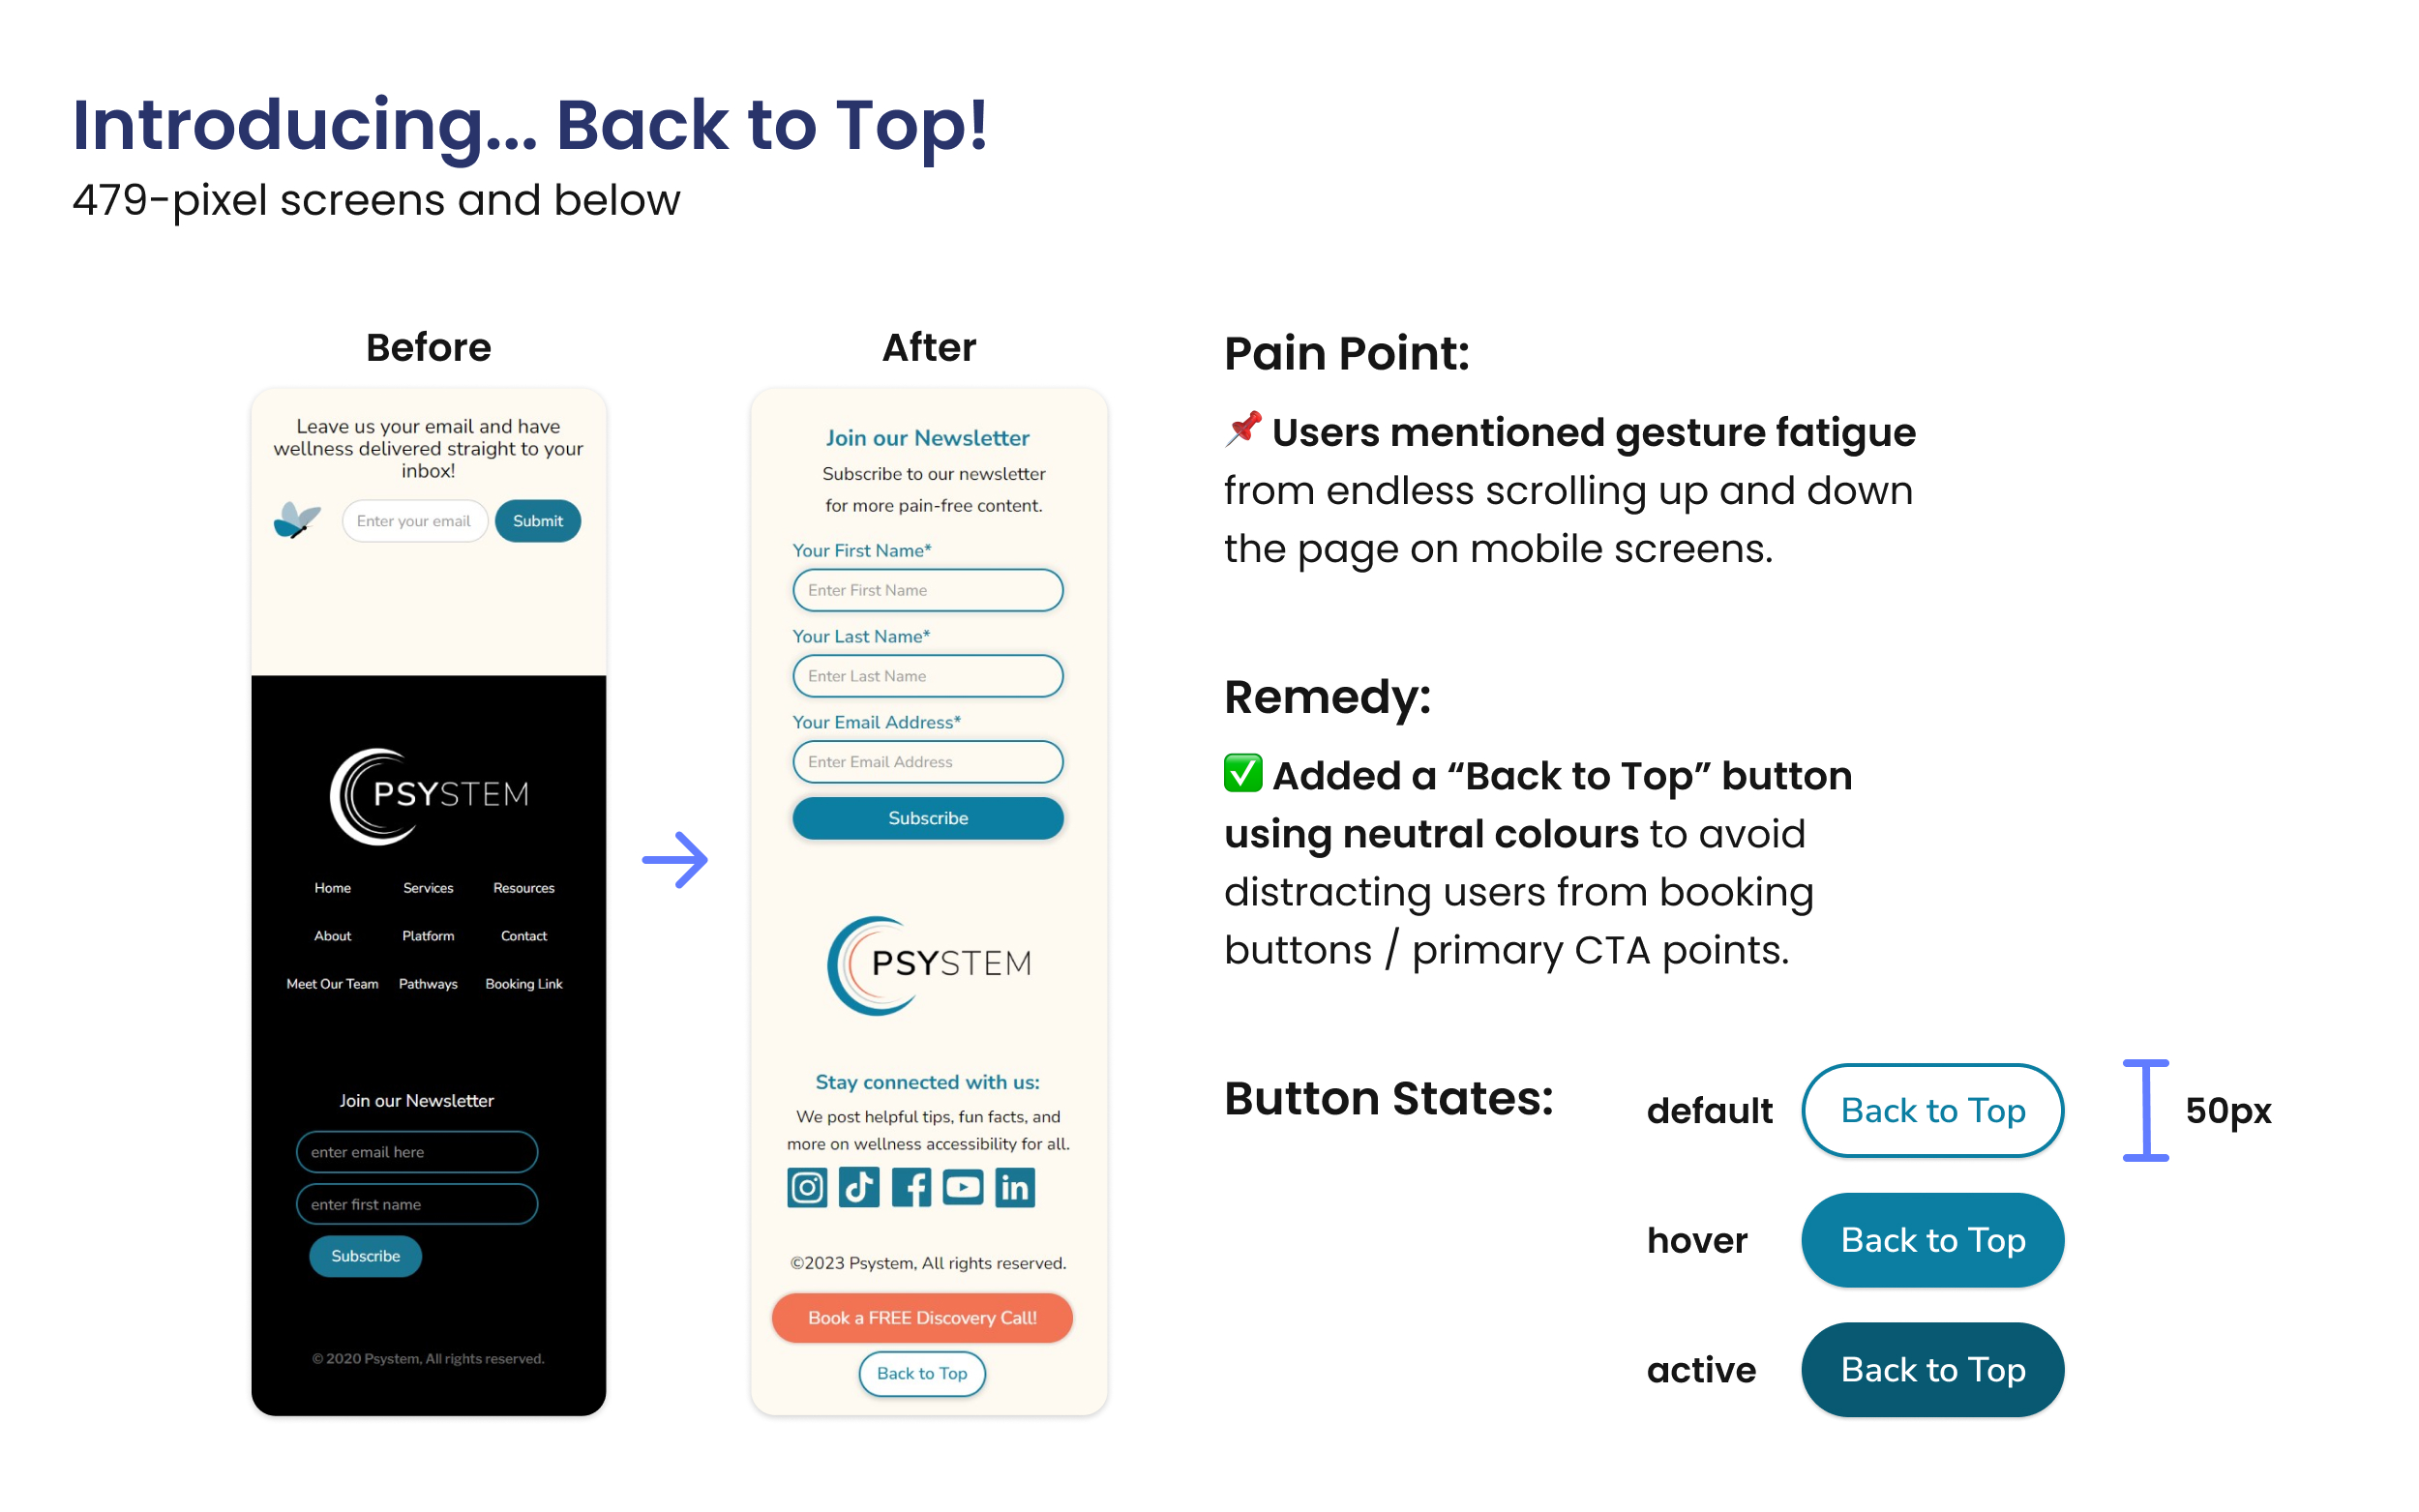 Introducing... Back to Top!
479-pixel screens and below
Before
Leave us your email and have
wellness delivered straight to your
inbox!
Enter your email
Submit
PSYSTEM
Home Services Resources
About Platform Contact
Meet Our Team Pathways Booking Link
Join our Newsletter
enter email here
enter first name
Subscribe
© 2020 Psystem, All rights reserved.
After
Join our Newsletter
Subscribe to our newsletter
for more pain-free content.
Your First Name*
Enter First Name
Your Last Name*
Enter Last Name
Your Email Address*
Enter Email Address
Subscribe
PSYSTEM
Stay connected with us:
We post helpful tips, fun facts, and
more on wellness accessibility for all.
©2023 Psystem, All rights reserved.
Book a FREE Discovery Call!
Back to Top
Pain Point:
📌 Users mentioned gesture fatigue
from endless scrolling up and down
the page on mobile screens.
Remedy:
✅ Added a “Back to Top” button
using neutral colours to avoid
distracting users from booking
buttons / primary CTA points.
Button States:
default Back to Top 50px
hover Back to Top
active Back to Top